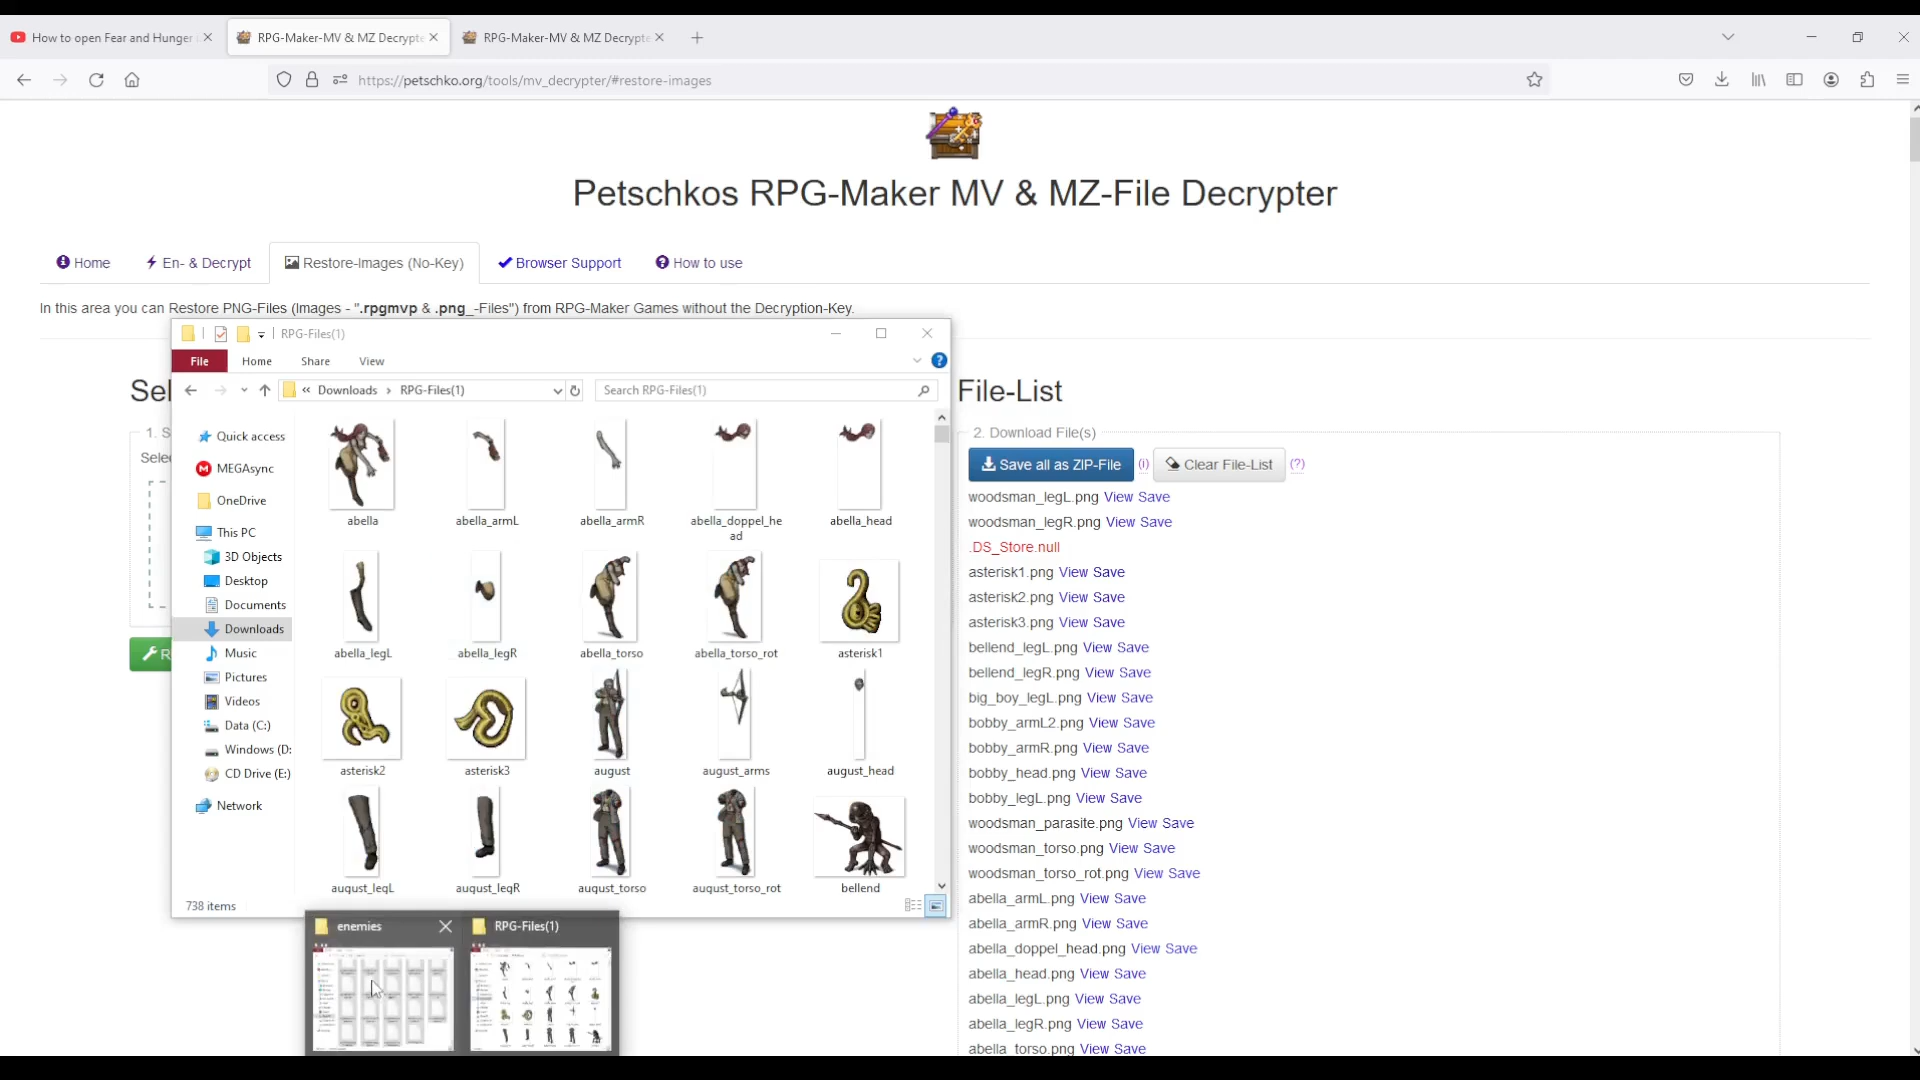 How to open Fear and Hunger
RPG-Maker-MV & MZ Decrypte
RPG-Maker-MV & MZ Decrypte
https://petschko.org/tools/mv_decrypter/#restore-images
Petschkos RPG-Maker MV & MZ-File Decrypter
Home
En- & Decrypt
Restore-Images (No-Key)
Browser Support
How to use
In this area you can Restore PNG-Files (Images - ".rpgmvp & .png_-Files") from RPG-Maker Games without the Decryption-Key.
Sel
1. S
Sele
R
RPG-Files(1)
File
Home
Share
View
?
« Downloads › RPG-Files(1)
Search RPG-Files(1)
Quick access
MEGAsync
OneDrive
This PC
3D Objects
Desktop
Documents
Downloads
Music
Pictures
Videos
Data (C:)
Windows (D:
CD Drive (E:)
Network
abella
abella_armL
abella_armR
abella_doppel_he
ad
abella_head
abella_legL
abella_legR
abella_torso
abella_torso_rot
asterisk1
asterisk2
asterisk3
august
august_arms
august_head
august_legL
august_legR
august_torso
august_torso_rot
bellend
738 items
enemies
RPG-Files(1)
File-List
2. Download File(s)
Save all as ZIP-File
(i)
Clear File-List
(?)
woodsman_legL.png View Save
woodsman_legR.png View Save
.DS_Store.null
asterisk1.png View Save
asterisk2.png View Save
asterisk3.png View Save
bellend_legL.png View Save
bellend_legR.png View Save
big_boy_legL.png View Save
bobby_armL2.png View Save
bobby_armR.png View Save
bobby_head.png View Save
bobby_legL.png View Save
woodsman_parasite.png View Save
woodsman_torso.png View Save
woodsman_torso_rot.png View Save
abella_armL.png View Save
abella_armR.png View Save
abella_doppel_head.png View Save
abella_head.png View Save
abella_legL.png View Save
abella_legR.png View Save
abella_torso.png View Save